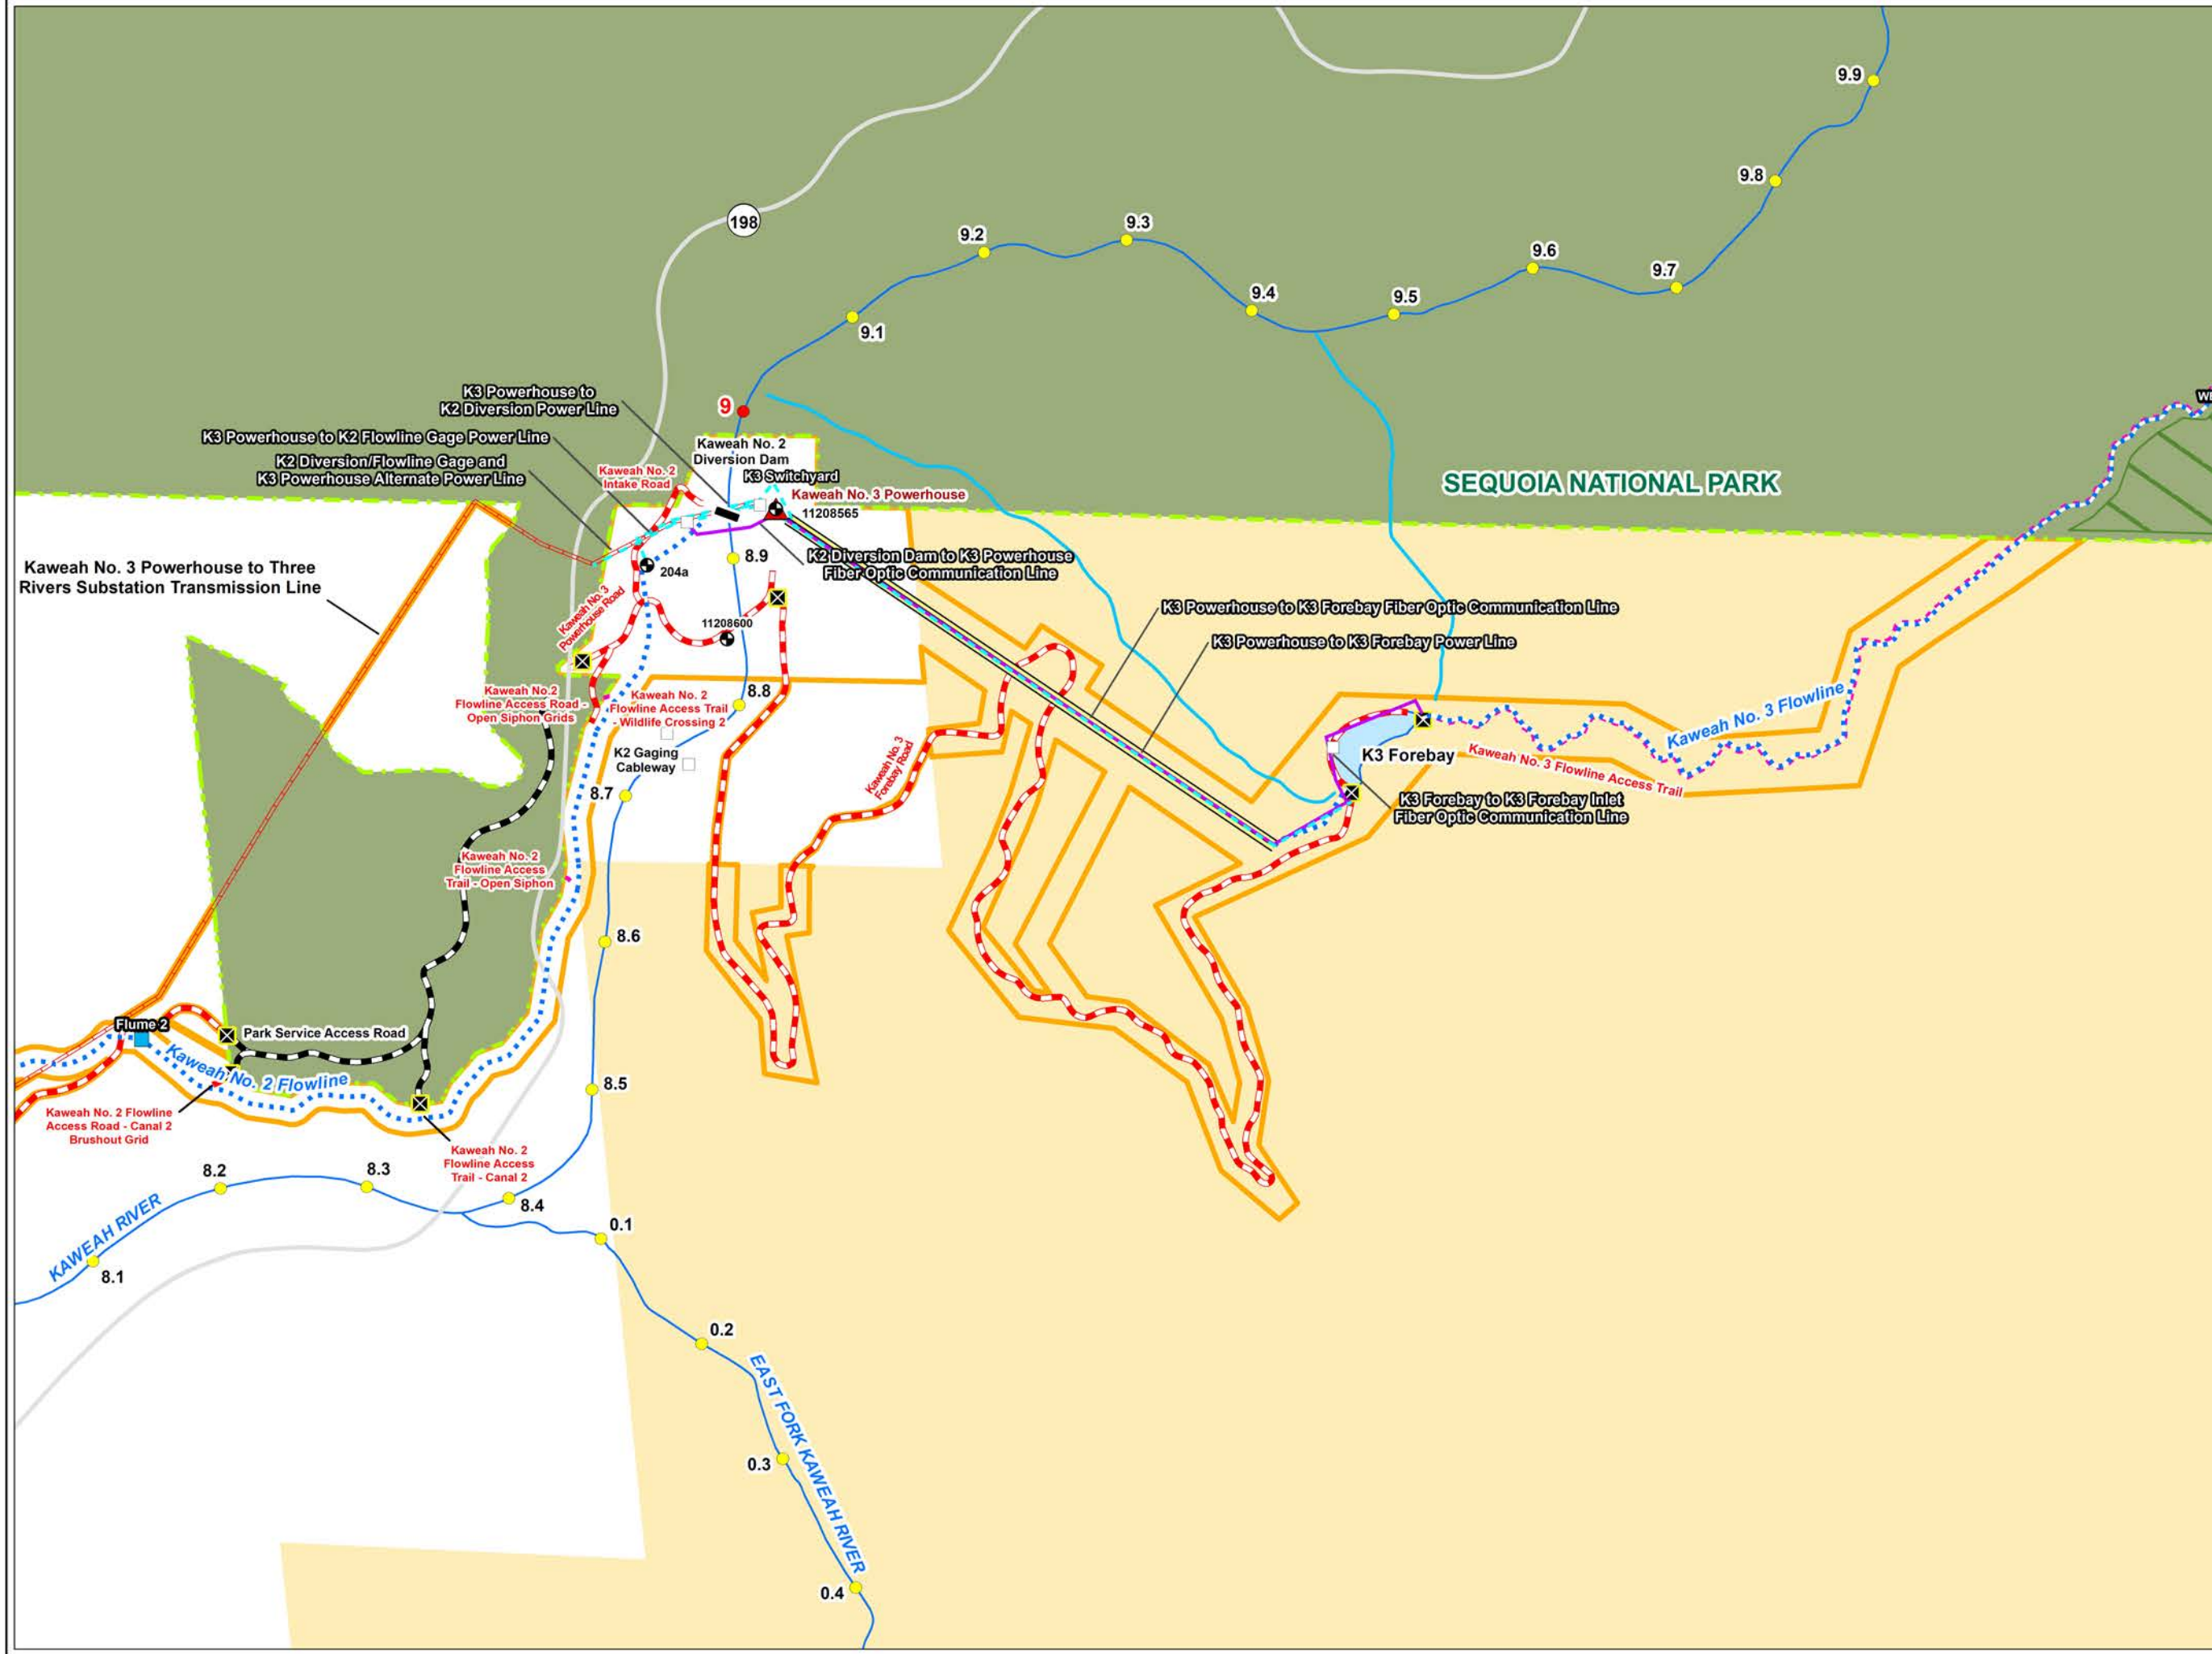 9.9
9.8
198
9.3
9.2
9.6
9.7
9.5
9.4
9.1
K3 Powerhouse to
K2 Diversion Power Line
9
K3 Powerhouse to K2 Flowline Gage Power Line
Kaweah No. 2
Diversion Dam
K2 Diversion/Flowline Gage and
K3 Powerhouse Alternate Power Line
Kaweah No. 2
Intake Road
K3 Switchyard
SEQUOIA NATIONAL PARK
Kaweah No. 3 Powerhouse
11208565
8.9
K2 Diversion Dam to K3 Powerhouse
Fiber Optic Communication Line
204a
Kaweah No. 3 Powerhouse to Three
Rivers Substation Transmission Line
Kaweah No. 3
Powerhouse Road
11208600
K3 Powerhouse to K3 Forebay Fiber Optic Communication Line
K3 Powerhouse to K3 Forebay Power Line
Kaweah No.2
Flowline Access Road -
Open Siphon Grids
Kaweah No. 2
Flowline Access Trail
- Wildlife Crossing 2
8.8
Kaweah No. 3 Flowline
K2 Gaging
Cableway
Kaweah No. 3
Forebay Road
K3 Forebay
Kaweah No. 3 Flowline Access Trail
8.7
K3 Forebay to K3 Forebay Inlet
Fiber Optic Communication Line
Kaweah No. 2
Flowline Access
Trail - Open Siphon
8.6
Flume 2
Park Service Access Road
Kaweah No. 2 Flowline
8.5
Kaweah No. 2 Flowline
Access Road - Canal 2
Brushout Grid
Kaweah No. 2
Flowline Access
Trail - Canal 2
8.2
8.3
8.4
KAWEAH RIVER
8.1
0.1
0.2
EAST FORK KAWEAH RIVER
0.3
0.4